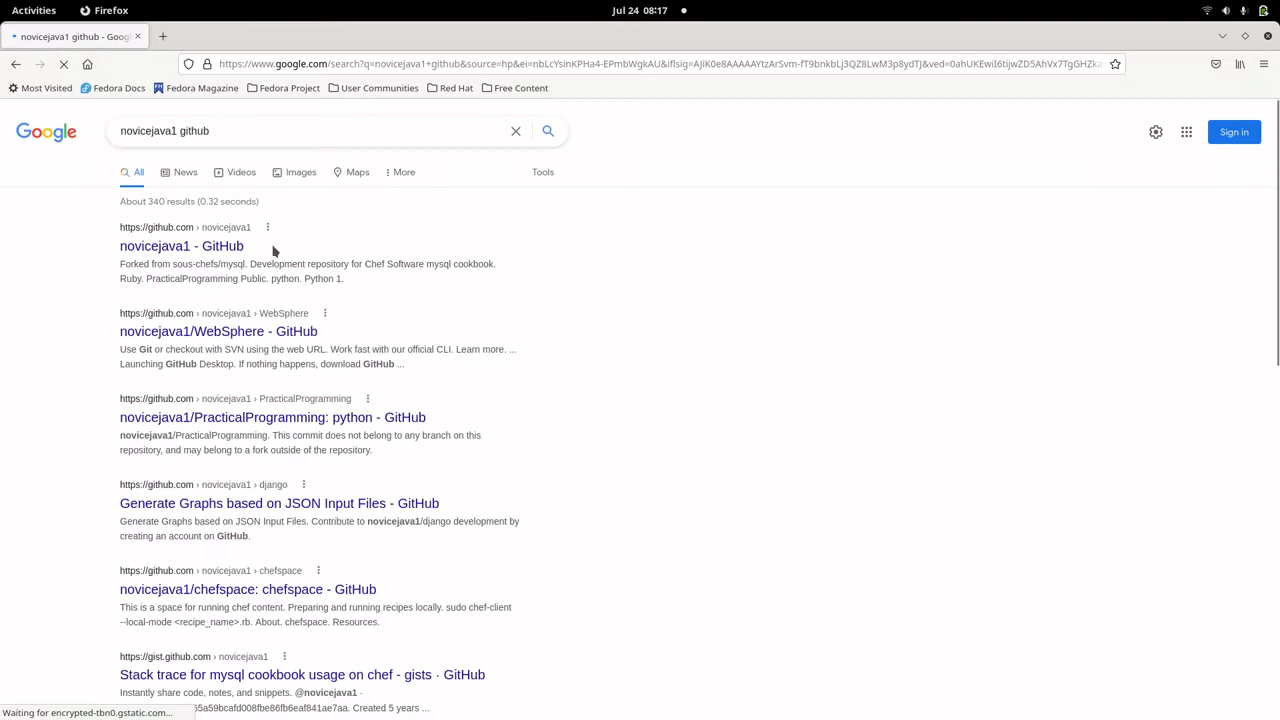 Activities Firefox Jul 24 08:17
novicejava1 github - Goog
https://www.google.com/search?q=novicejava1+github&source=hp&ei=nbLcYsinKPHa4-EPmbWgkAU&iflsig=AJiK0e8AAAAAYtzArSvm-fT9bnkbLj3QZ8LwM3p8ydTJ&ved=0ahUKEwiI6tijwZD5AhVx7TgGHZka
Most Visited Fedora Docs Fedora Magazine Fedora Project User Communities Red Hat Free Content
Google novicejava1 github Sign in
All News Videos Images Maps More Tools
About 340 results (0.32 seconds)
https://github.com › novicejava1
novicejava1 - GitHub
Forked from sous-chefs/mysql. Development repository for Chef Software mysql cookbook.
Ruby. PracticalProgramming Public. python. Python 1.
https://github.com › novicejava1 › WebSphere
novicejava1/WebSphere - GitHub
Use Git or checkout with SVN using the web URL. Work fast with our official CLI. Learn more. ...
Launching GitHub Desktop. If nothing happens, download GitHub ...
https://github.com › novicejava1 › PracticalProgramming
novicejava1/PracticalProgramming: python - GitHub
novicejava1/PracticalProgramming. This commit does not belong to any branch on this
repository, and may belong to a fork outside of the repository.
https://github.com › novicejava1 › django
Generate Graphs based on JSON Input Files - GitHub
Generate Graphs based on JSON Input Files. Contribute to novicejava1/django development by
creating an account on GitHub.
https://github.com › novicejava1 › chefspace
novicejava1/chefspace: chefspace - GitHub
This is a space for running chef content. Preparing and running recipes locally. sudo chef-client
--local-mode <recipe_name>.rb. About. chefspace. Resources.
https://gist.github.com › novicejava1
Stack trace for mysql cookbook usage on chef - gists · GitHub
Instantly share code, notes, and snippets. @novicejava1 ·
65a59bcafd008fbe86fb6eaf841ae7aa. Created 5 years ...
Waiting for encrypted-tbn0.gstatic.com...